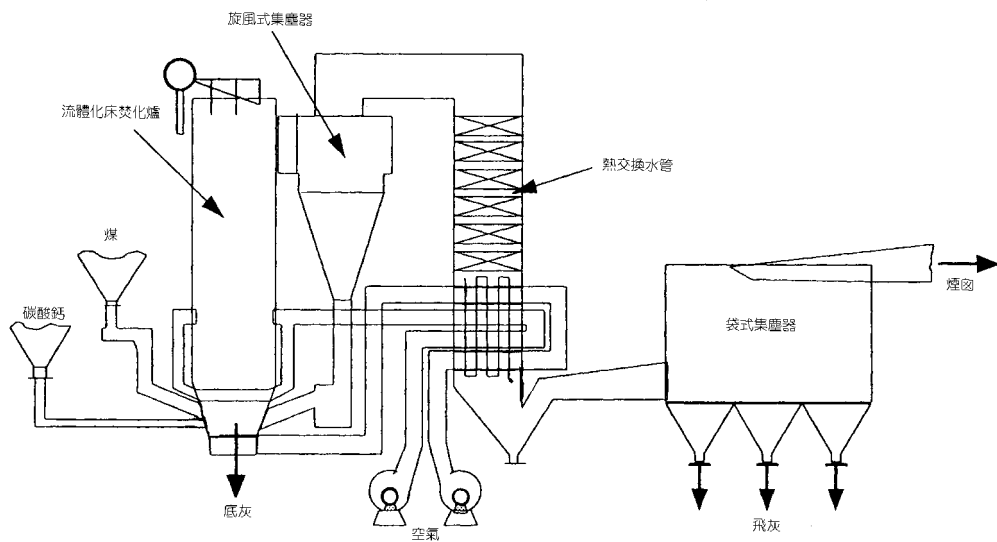 旋風式集塵器
流體化床焚化爐
熱交換水管
煤
碳酸鈣
煙囪
袋式集塵器
底灰
空氣
飛灰